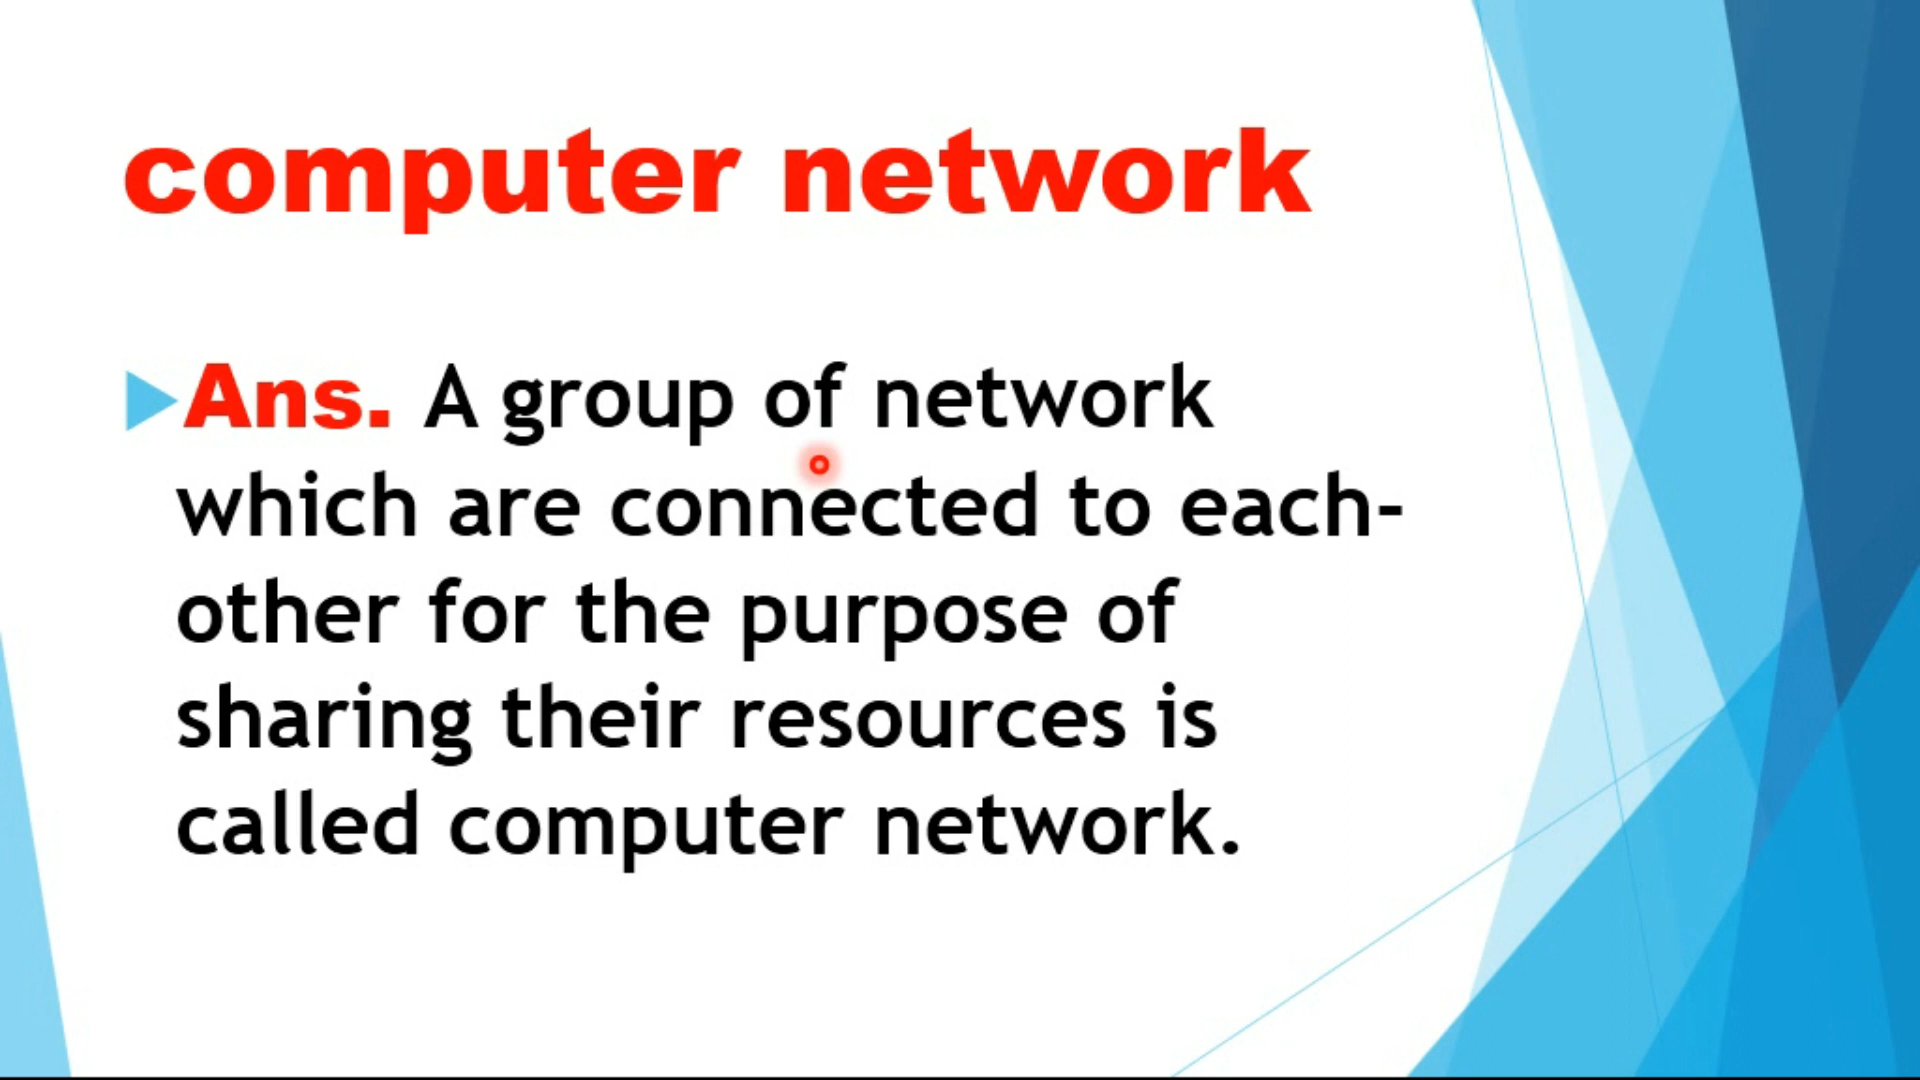 computer network
Ans. A group of network
which are connected to each-
other for the purpose of
sharing their resources is
called computer network.